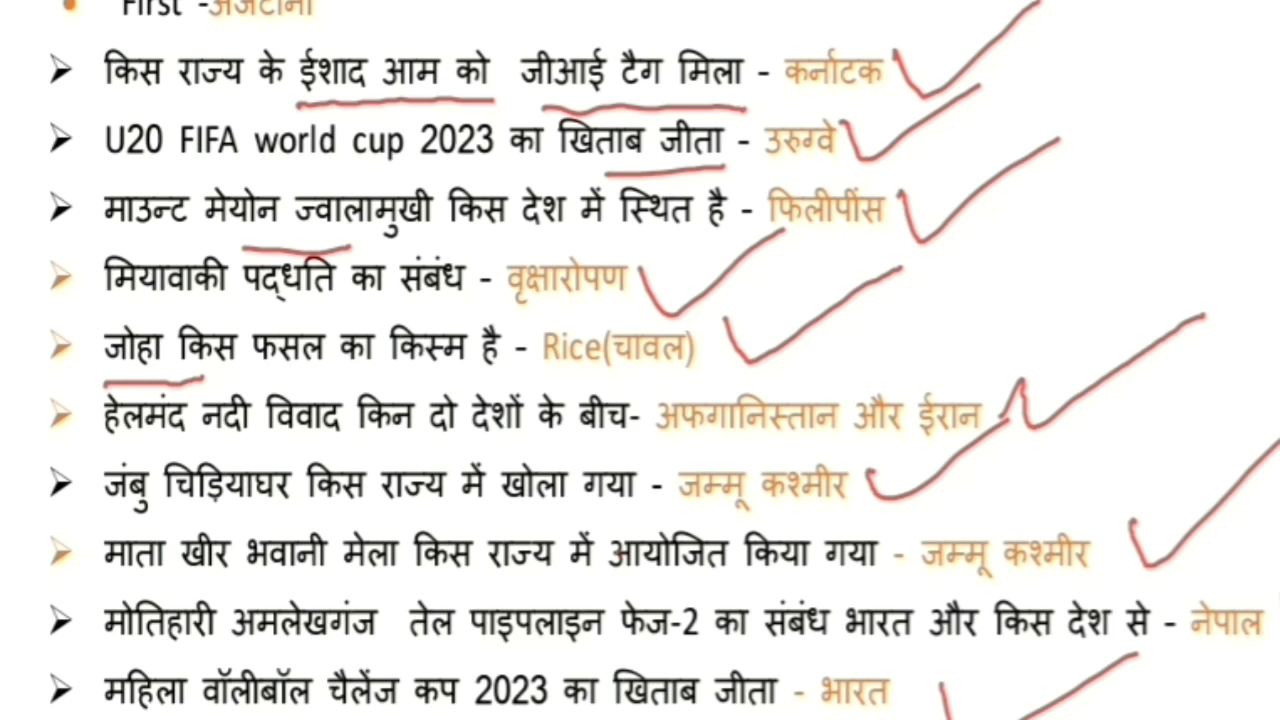 First -अर्जेंटीना
किस राज्य के ईशाद आम को जीआई टैग मिला - कर्नाटक
U20 FIFA world cup 2023 का खिताब जीता - उरुग्वे
माउन्ट मेयोन ज्वालामुखी किस देश में स्थित है - फिलीपींस
मियावाकी पद्धति का संबंध - वृक्षारोपण
जोहा किस फसल का किस्म है - Rice(चावल)
हेलमंद नदी विवाद किन दो देशों के बीच- अफगानिस्तान और ईरान
जंबु चिड़ियाघर किस राज्य में खोला गया - जम्मू कश्मीर
माता खीर भवानी मेला किस राज्य में आयोजित किया गया - जम्मू कश्मीर
मोतिहारी अमलेखगंज तेल पाइपलाइन फेज-2 का संबंध भारत और किस देश से - नेपाल
महिला वॉलीबॉल चैलेंज कप 2023 का खिताब जीता - भारत